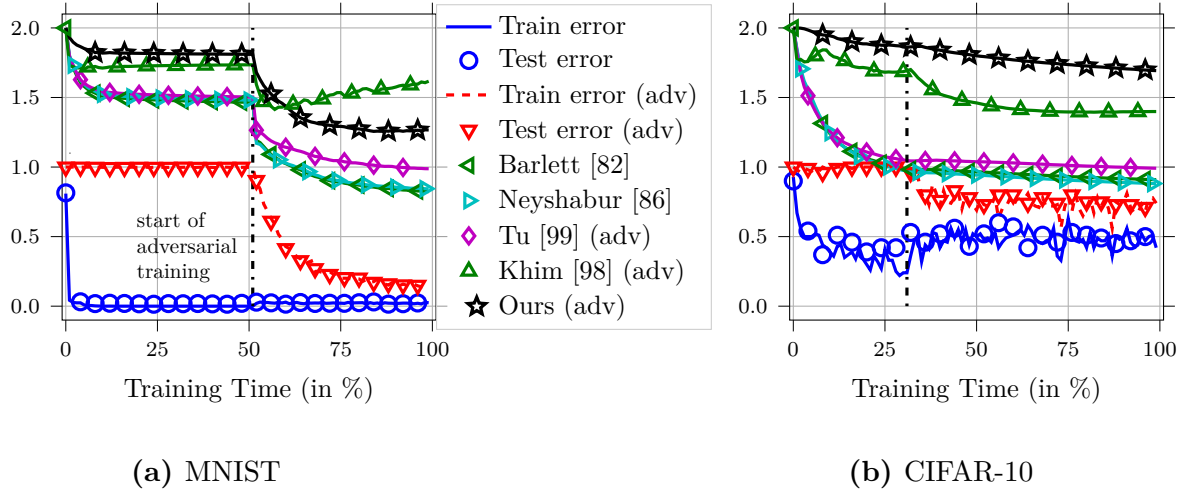 2.0
1.5
1.0
0.5
0.0
start of
adversarial
training
0 25 50 75 100
Training Time (in %)
(a) MNIST
Train error
Test error
Train error (adv)
Test error (adv)
Barlett [82]
Neyshabur [86]
Tu [99] (adv)
Khim [98] (adv)
Ours (adv)
2.0
1.5
1.0
0.5
0.0
0 25 50 75 100
Training Time (in %)
(b) CIFAR-10